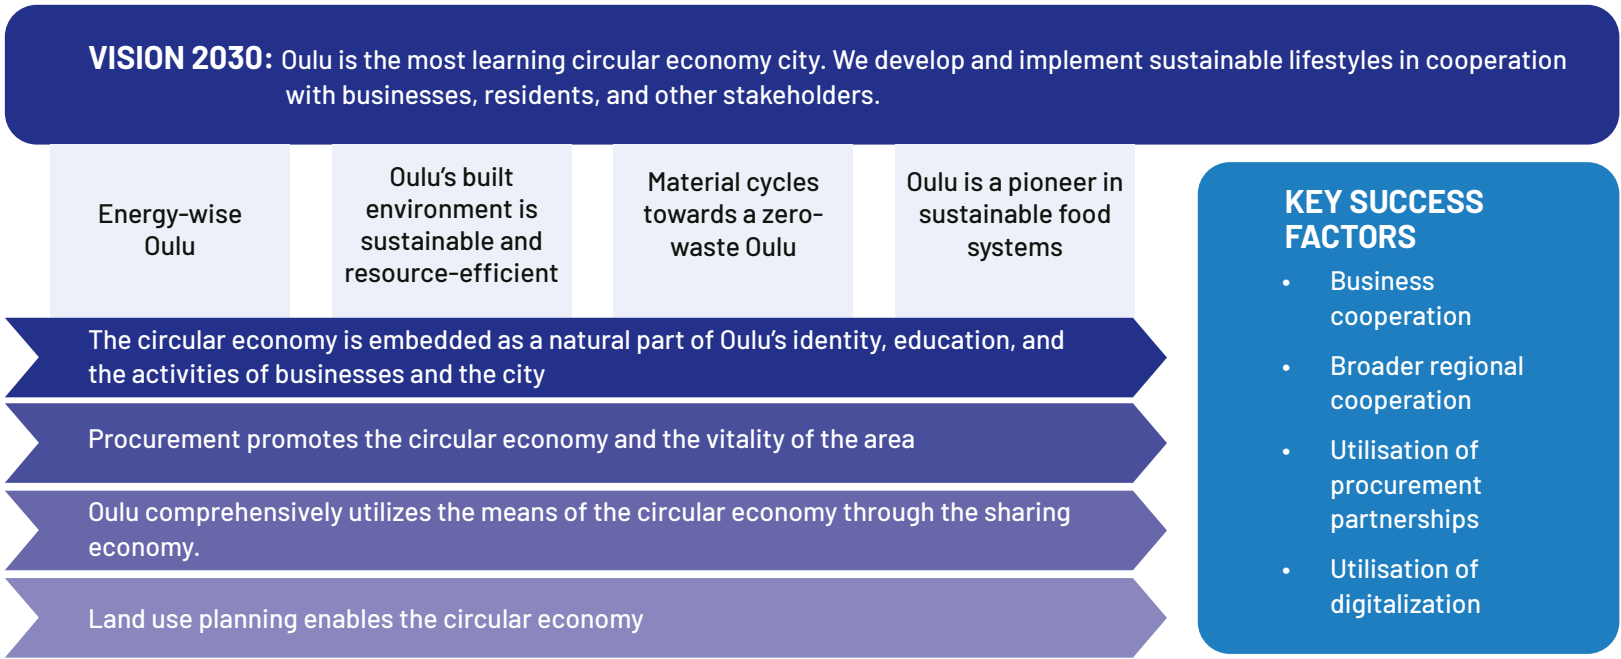 VISION 2030: Oulu is the most learning circular economy city. We develop and implement sustainable lifestyles in cooperation
with businesses, residents, and other stakeholders.
Energy-wise
Oulu
Oulu's built
environment is
sustainable and
resource-efficient
Material cycles
towards a zero-
waste Oulu
Oulu is a pioneer in
sustainable food
systems
The circular economy is embedded as a natural part of Oulu's identity, education, and
the activities of businesses and the city
Procurement promotes the circular economy and the vitality of the area
Oulu comprehensively utilizes the means of the circular economy through the sharing
economy.
Land use planning enables the circular economy
KEY SUCCESS
FACTORS
• Business
cooperation
• Broader regional
cooperation
• Utilisation of
procurement
partnerships
• Utilisation of
digitalization